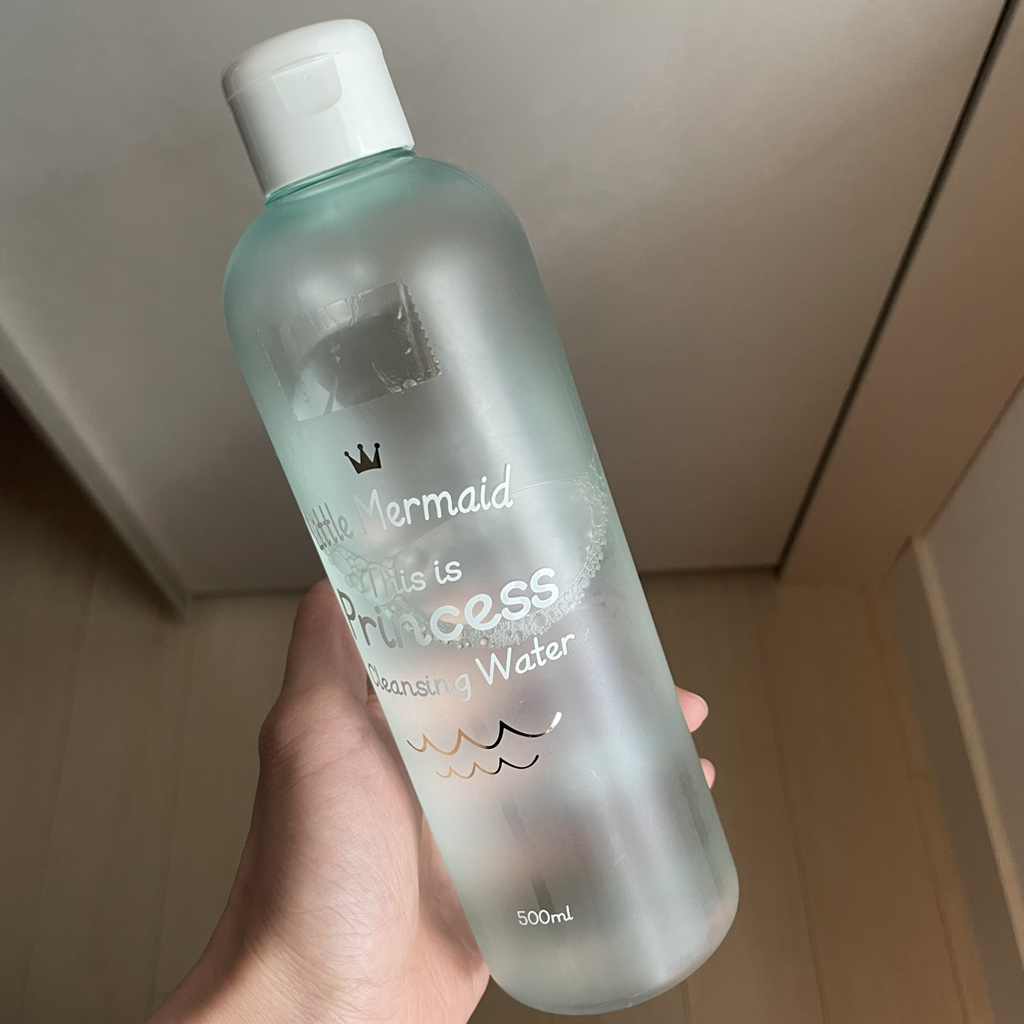 Little Mermaid
This is
Princess
Cleansing Water
500ml